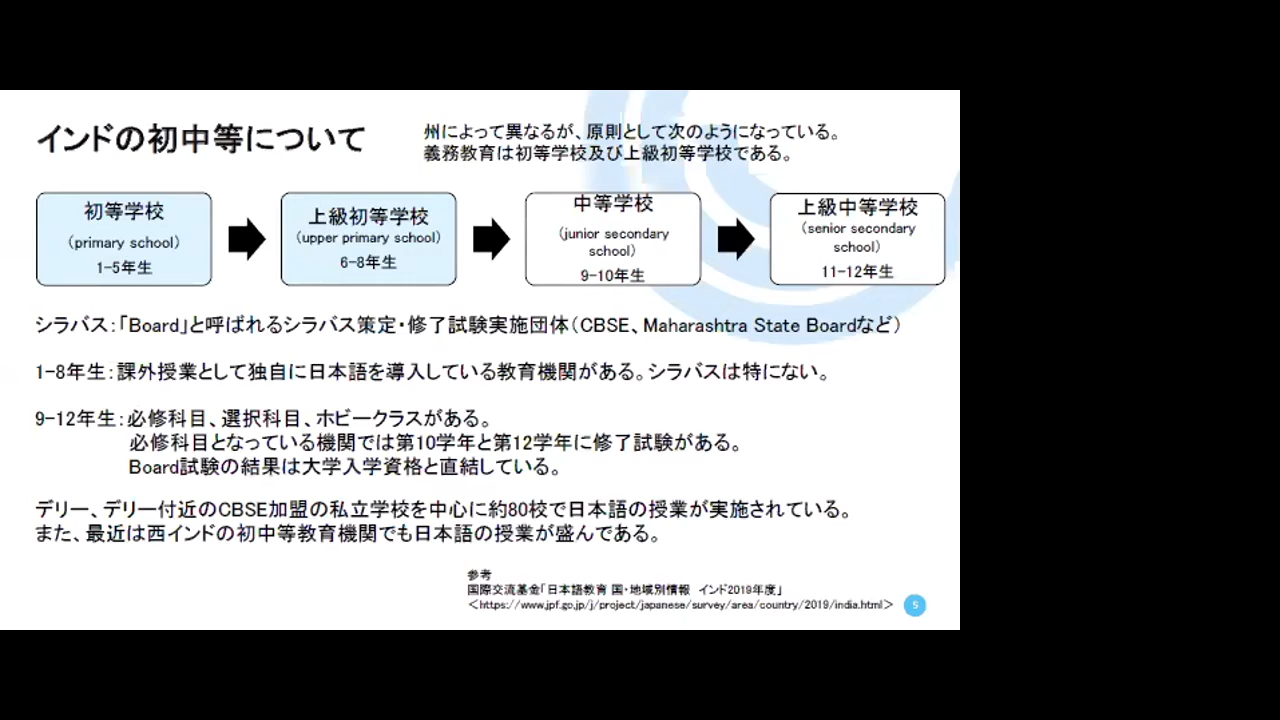 インドの初中等について
州によって異なるが、原則として次のようになっている。
義務教育は初等学校及び上級初等学校である。
初等学校
（primary school）
1-5年生
上級初等学校
（upper primary school）
6-8年生
中等学校
（junior secondary
school）
9-10年生
上級中等学校
（senior secondary
school）
11-12年生
シラバス：「Board」と呼ばれるシラバス策定・修了試験実施団体（CBSE、Maharashtra State Boardなど）
1-8年生：課外授業として独自に日本語を導入している教育機関がある。シラバスは特にない。
9-12年生：必修科目、選択科目、ホビークラスがある。
必修科目となっている機関では第10学年と第12学年に修了試験がある。
Board試験の結果は大学入学資格と直結している。
デリー、デリー付近のCBSE加盟の私立学校を中心に約80校で日本語の授業が実施されている。
また、最近は西インドの初中等教育機関でも日本語の授業が盛んである。
参考
国際交流基金「日本語教育 国・地域別情報　インド2019年度」
＜https://www.jpf.go.jp/j/project/japanese/survey/area/country/2019/india.html＞
5